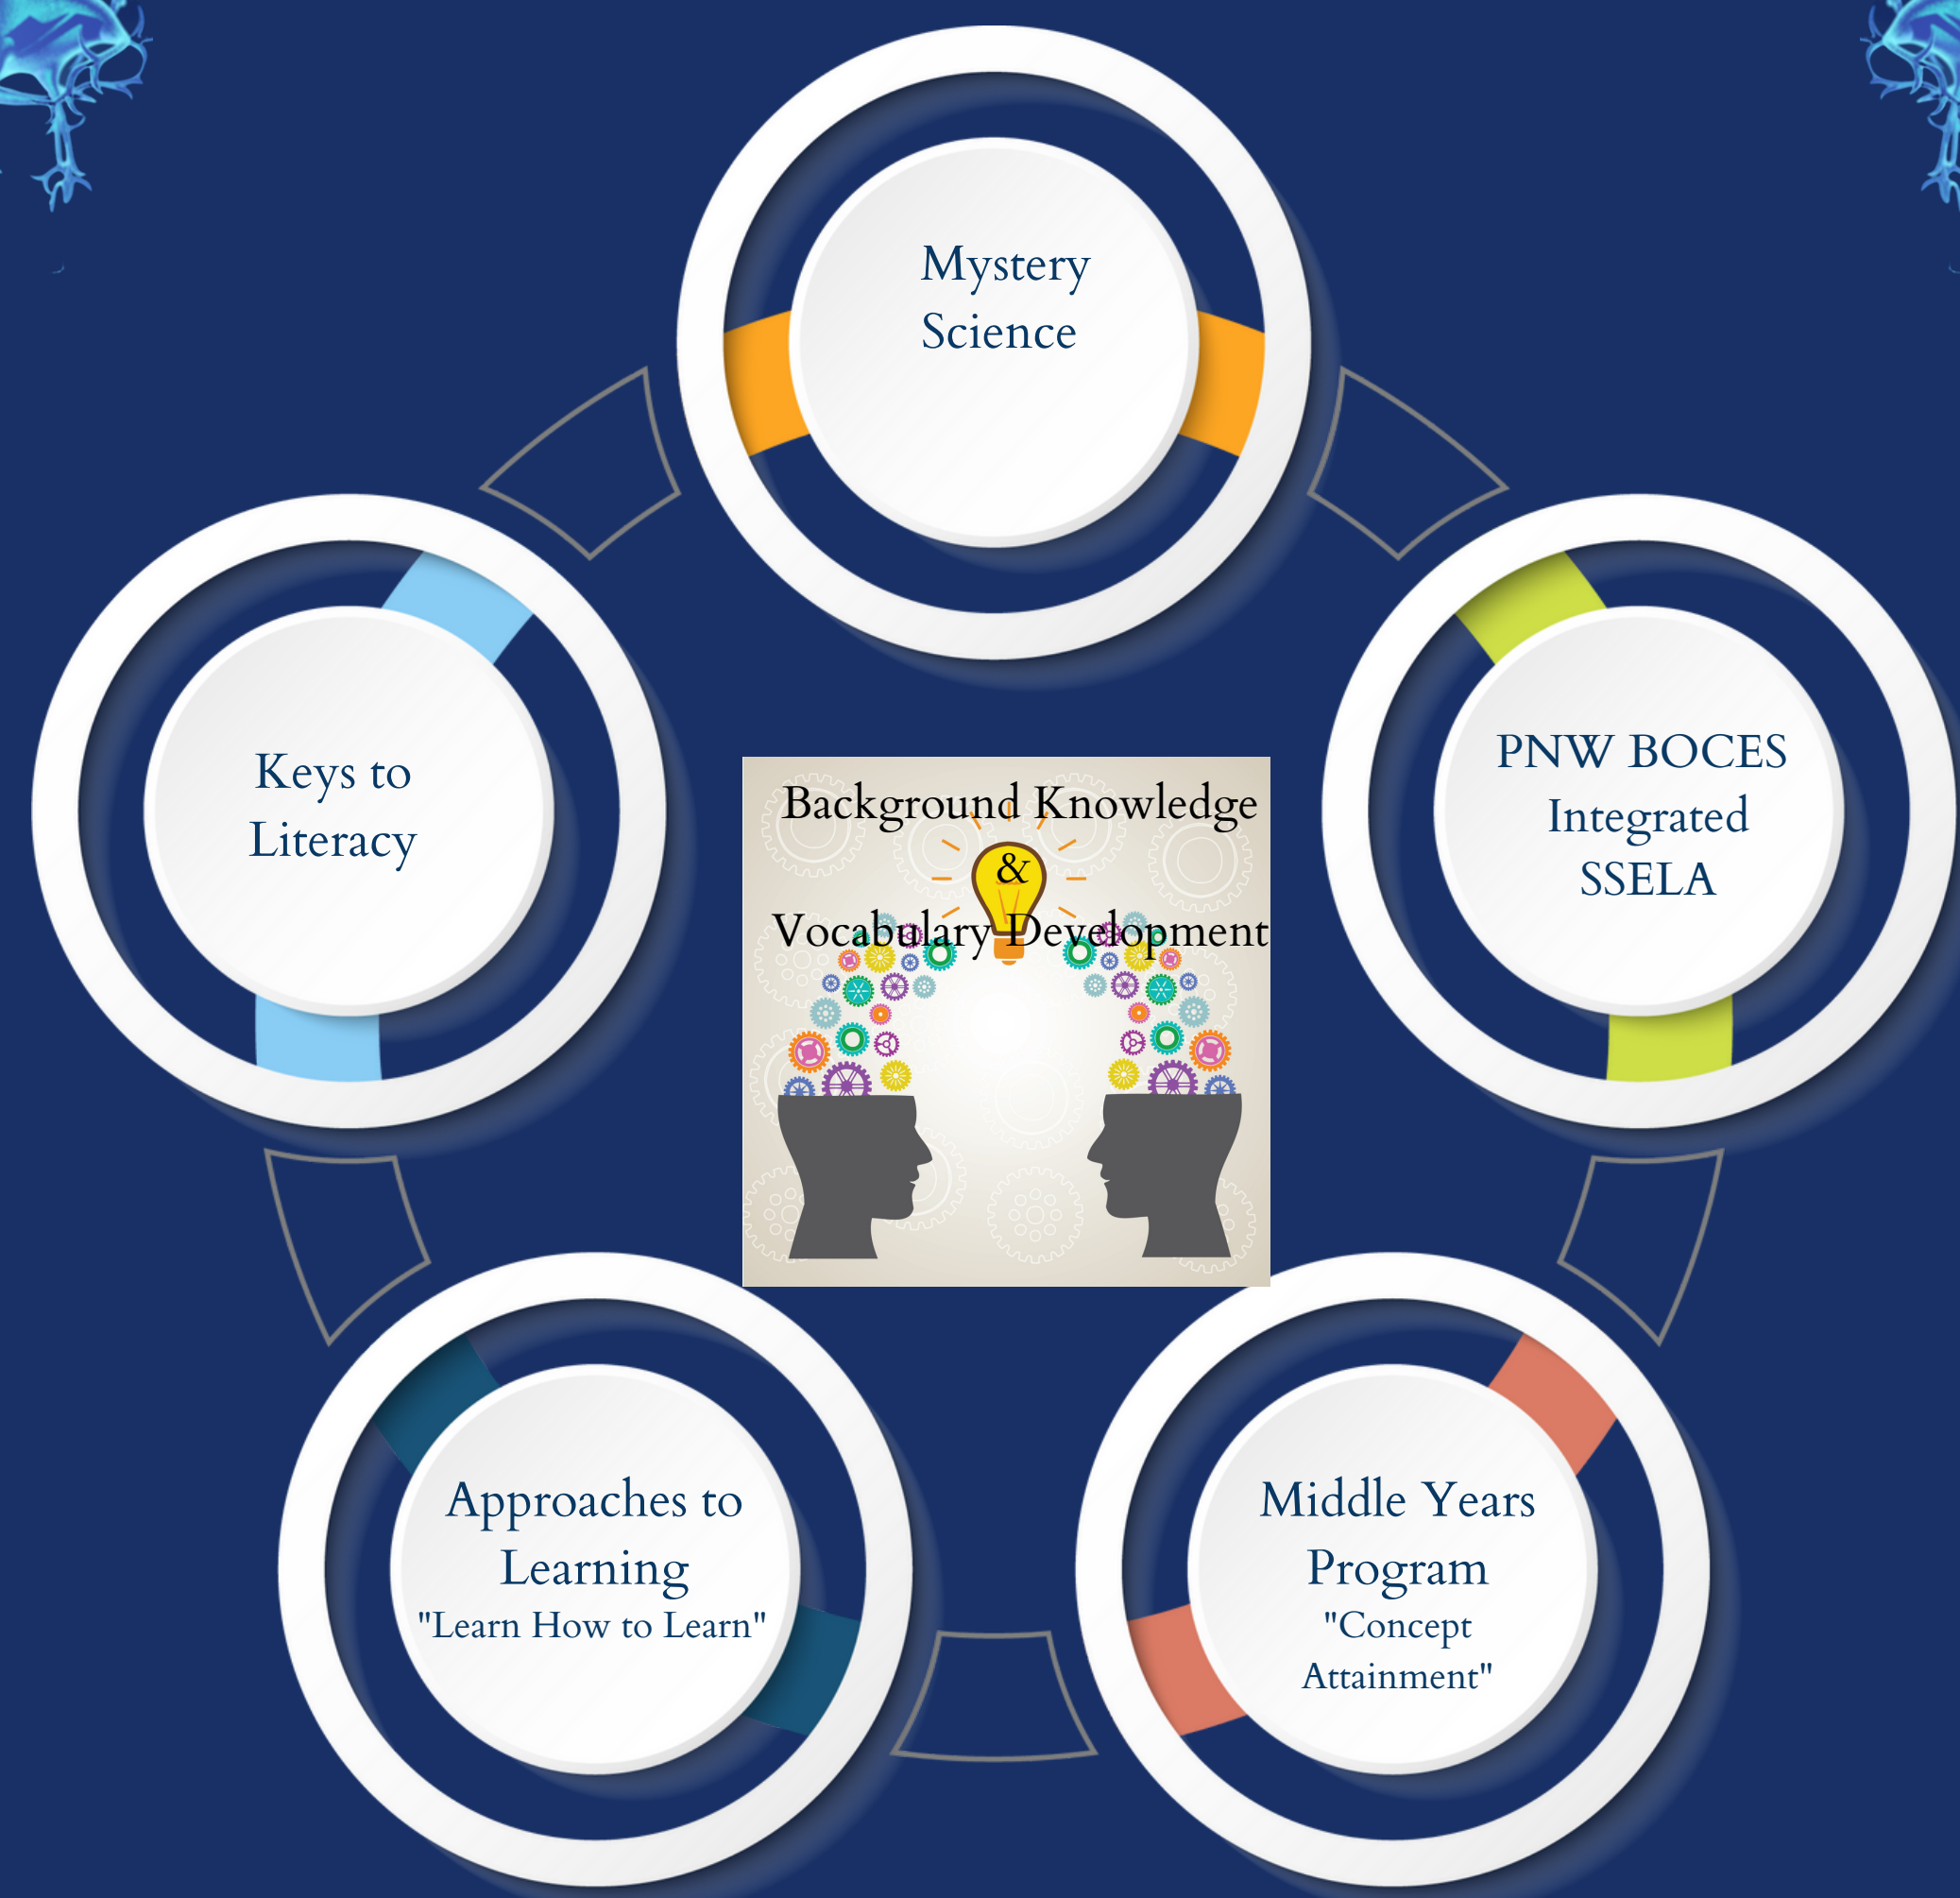 Mystery
Science
Keys to
Literacy
PNW BOCES
Integrated
SSELA
Background Knowledge
&
Vocabulary Development
Approaches to
Learning
"Learn How to Learn"
Middle Years
Program
"Concept
Attainment"